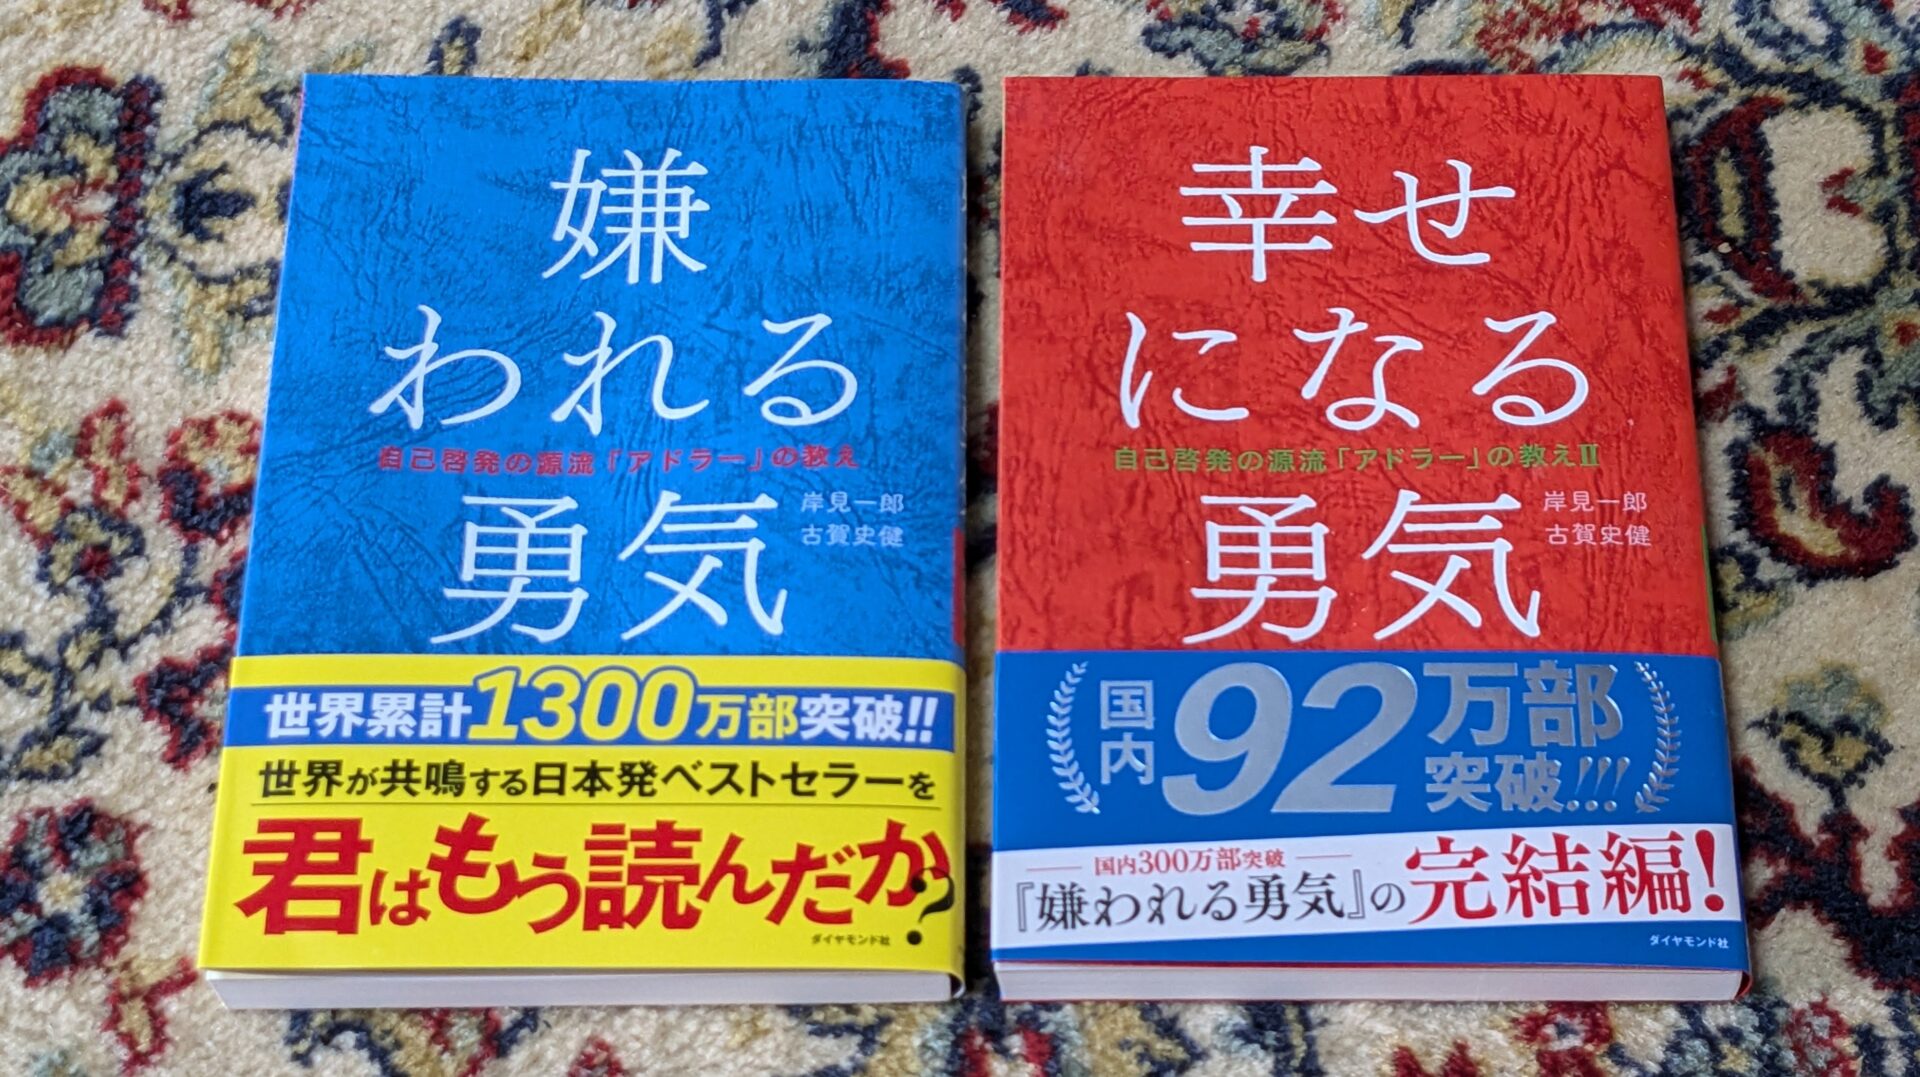 嫌
われる
自己啓発の源流「アドラー」の教え
勇気
岸見一郎
古賀史健
世界累計1300万部突破!!
世界が共鳴する日本発ベストセラーを
君はもう読んだか?
ダイヤモンド社
幸せ
になる
自己啓発の源流「アドラー」の教えII
勇気
岸見一郎
古賀史健
国内92万部突破!!!
国内300万部突破
『嫌われる勇気』の完結編!
ダイヤモンド社